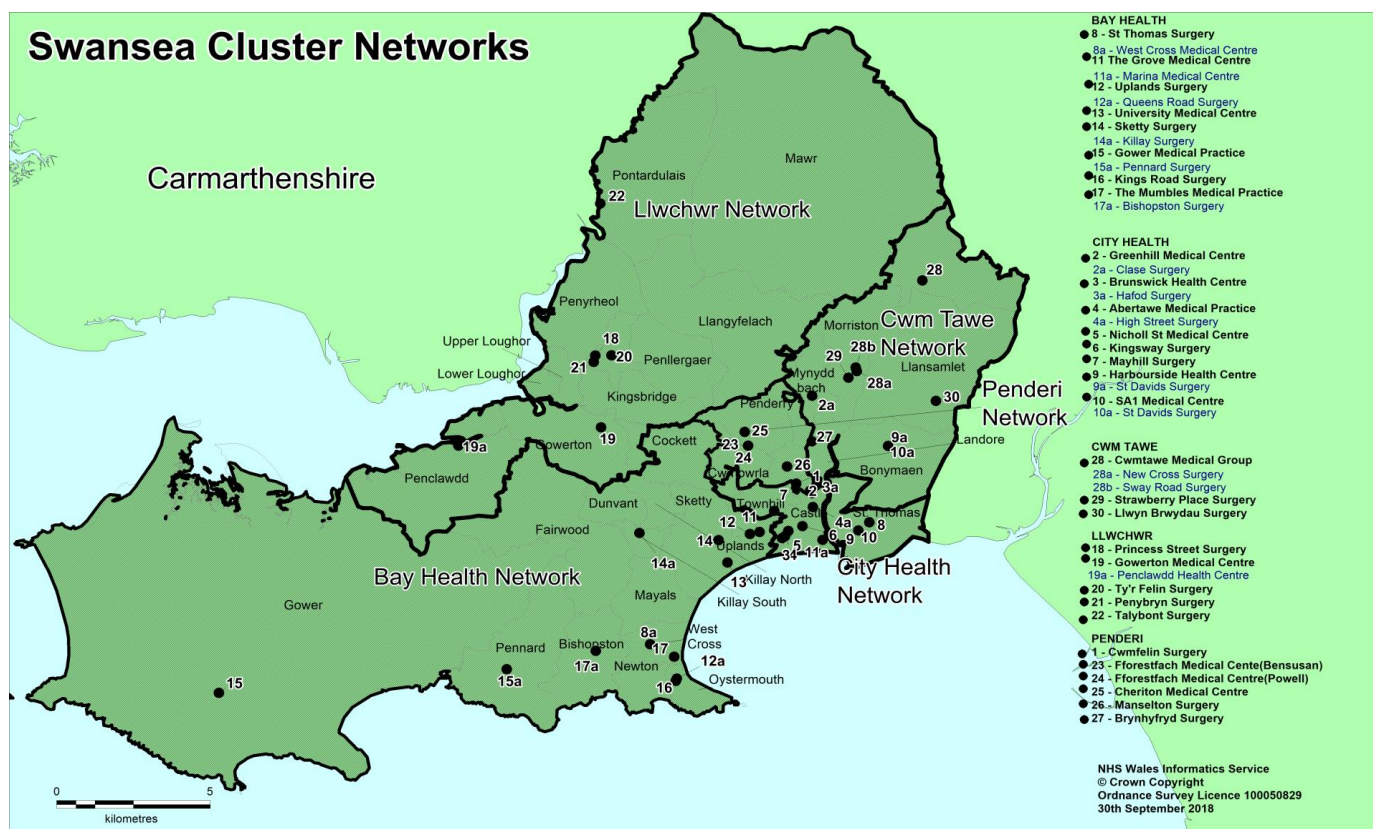 Swansea Cluster Networks
Carmarthenshire
Mawr
Pontardulais
22
Llwchwr Network
28
Penyrheol
Llangyfelach
Cwm Tawe
Network
Morriston
Upper Loughor
18
20
21
Penllergaer
28b
29
28a
Llansamlet
Lower Loughor
Mynydd
bach
Kingsbridge
2a
30
Penderi
Network
Penderry
19
19a
Gowerton
Cockett
25
23
24
27
9a
10a
Landore
Penclawdd
Cwmbwrla
26
1
3a
Bonymaen
Dunvant
Sketty
Townhill
7
2
Castle
St. Thomas
Fairwood
12
11
14
Uplands
4a
8
6
9
10
5
34
11a
14a
13
Bay Health Network
City Health
Network
Killay North
Killay South
Gower
Mayals
8a
West
Cross
Pennard
Bishopston
17
17a
Newton
12a
15a
16
Oystermouth
15
0
5
kilometres
BAY HEALTH
8 - St Thomas Surgery
8a - West Cross Medical Centre
11 The Grove Medical Centre
11a - Marina Medical Centre
12 - Uplands Surgery
12a - Queens Road Surgery
13 - University Medical Centre
14 - Sketty Surgery
14a - Killay Surgery
15 - Gower Medical Practice
15a - Pennard Surgery
16 - Kings Road Surgery
17 - The Mumbles Medical Practice
17a - Bishopston Surgery
CITY HEALTH
2 - Greenhill Medical Centre
2a - Clase Surgery
3 - Brunswick Health Centre
3a - Hafod Surgery
4 - Abertawe Medical Practice
4a - High Street Surgery
5 - Nicholl St Medical Centre
6 - Kingsway Surgery
7 - Mayhill Surgery
9 - Harbourside Health Centre
9a - St Davids Surgery
10 - SA1 Medical Centre
10a - St Davids Surgery
CWM TAWE
28 - Cwmtawe Medical Group
28a - New Cross Surgery
28b - Sway Road Surgery
29 - Strawberry Place Surgery
30 - Llwyn Brwydau Surgery
LLWCHWR
18 - Princess Street Surgery
19 - Gowerton Medical Centre
19a - Penclawdd Health Centre
20 - Ty'r Felin Surgery
21 - Penybryn Surgery
22 - Talybont Surgery
PENDERI
1 - Cwmfelin Surgery
23 - Fforestfach Medical Cente(Bensusan)
24 - Fforestfach Medical Centre(Powell)
25 - Cheriton Medical Centre
26 - Manselton Surgery
27 - Brynhyfryd Surgery
NHS Wales Informatics Service
© Crown Copyright
Ordnance Survey Licence 100050829
30th September 2018